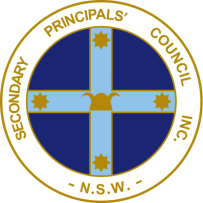 SECONDARY PRINCIPALS' COUNCIL INC.
- N.S.W. -